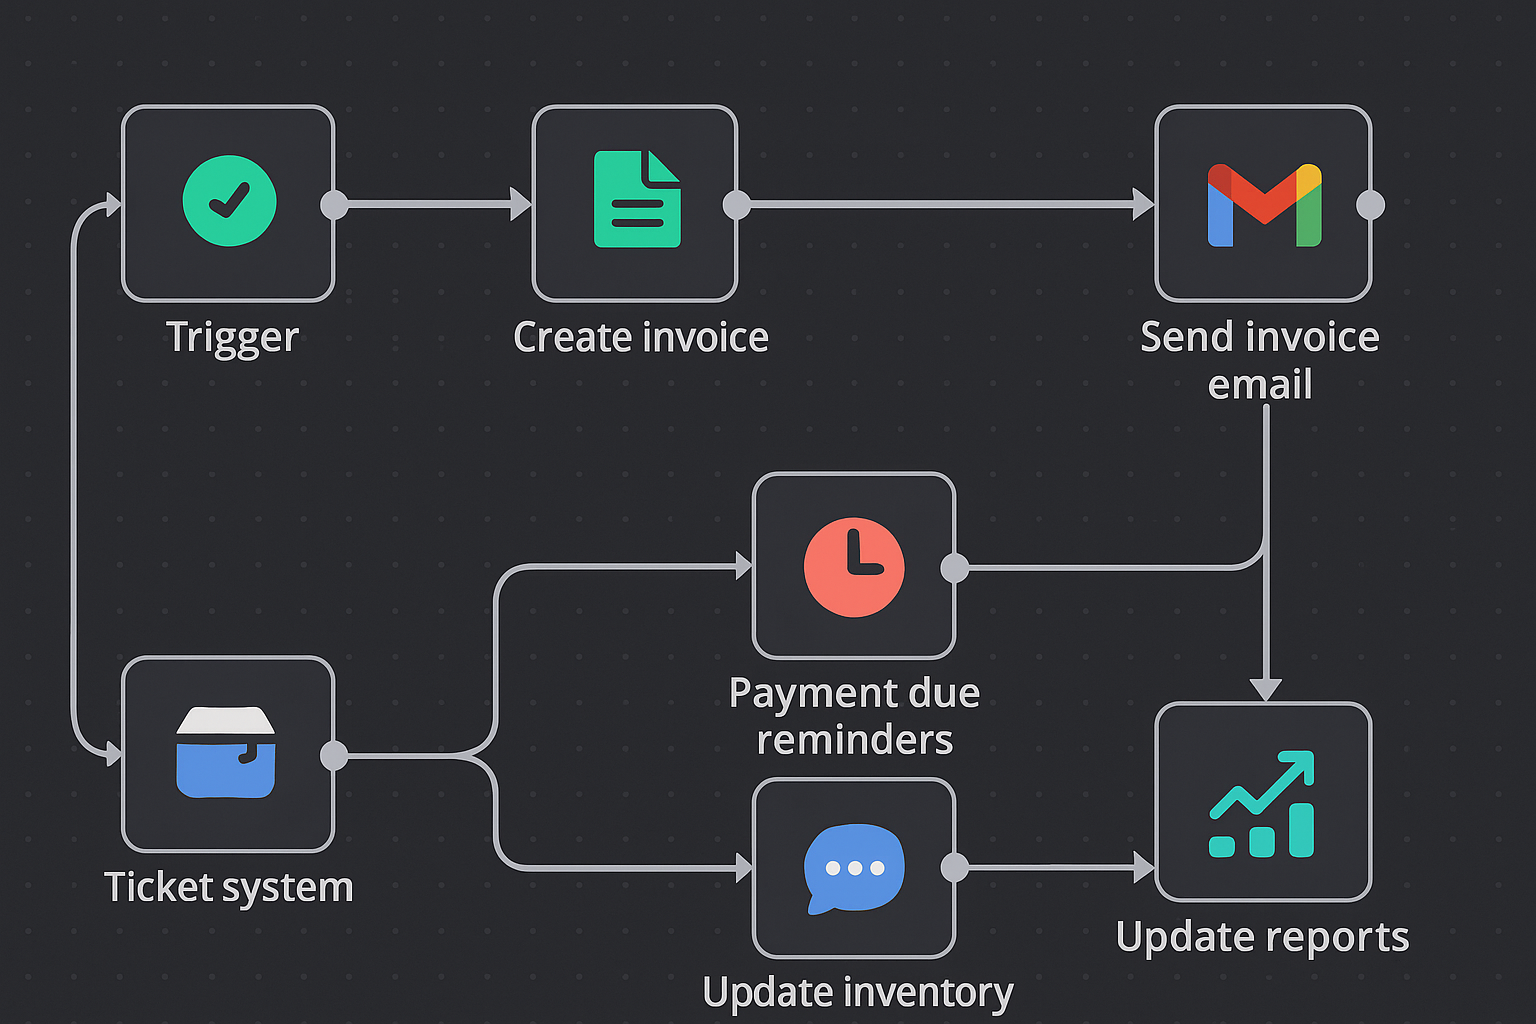 Trigger
Create invoice
Send invoice
email
Payment due
reminders
Ticket system
Update inventory
Update reports